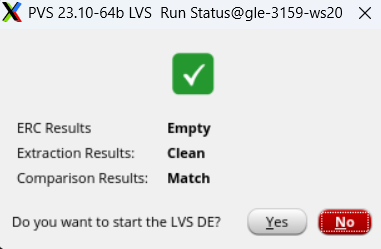 PVS 23.10-64b LVS Run Status@gle-3159-ws20
ERC Results Empty
Extraction Results: Clean
Comparison Results: Match
Do you want to start the LVS DE? Yes No